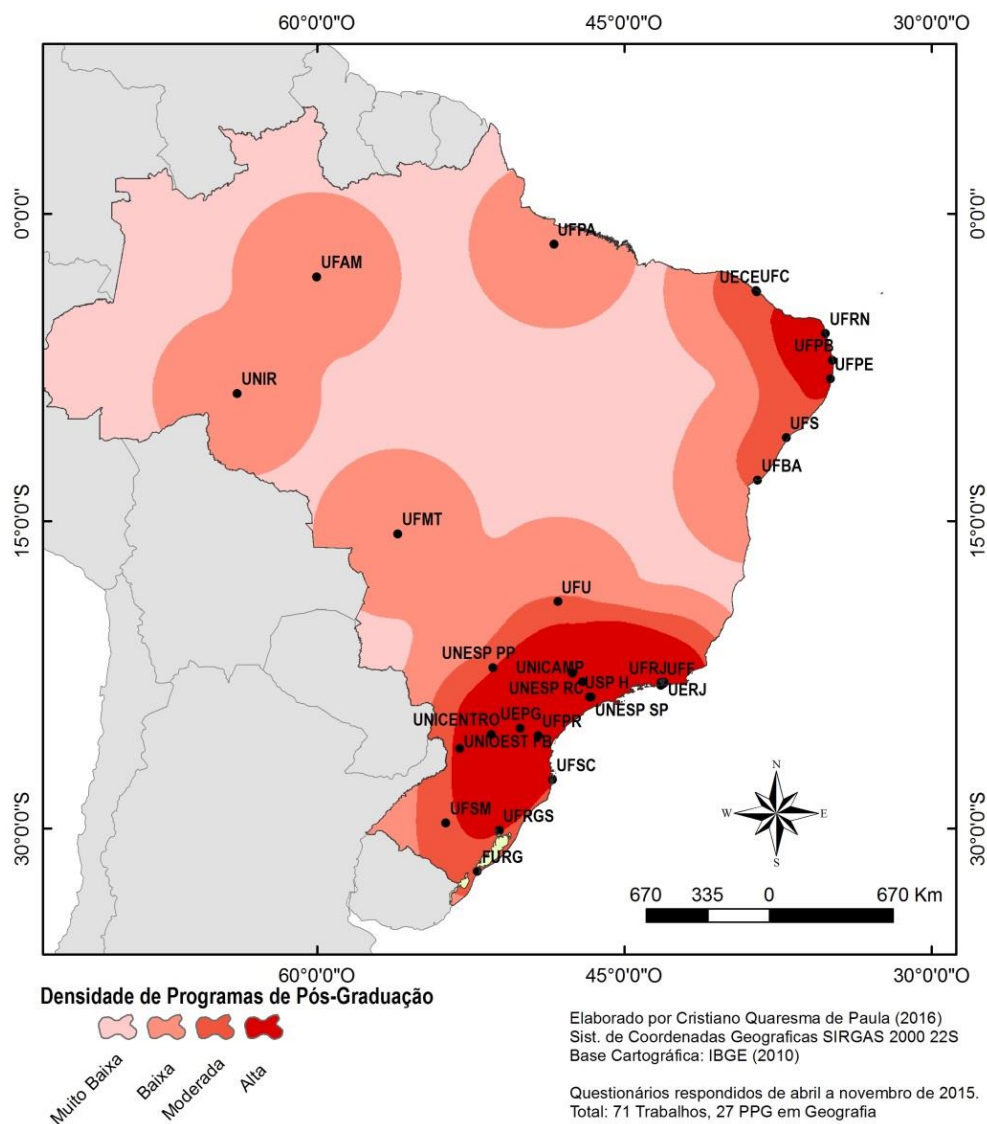 60°0'0"O 45°0'0"O 30°0'0"O
0°0'0"
0°0'0"
UFPA
UFAM
UECE UFC
UFRN
UFPB
UFPE
UNIR
UFS
UFBA
15°0'0"S
15°0'0"S
UFMT
UFU
UNESP PP
UNICAMP
UFRJ UFF
UNESP RC
USP H
UERJ
UNESP SP
UEPG
UNICENTRO
UFPR
UNIOEST FB
UFSC
N
W E
S
UFSM
UFRGS
30°0'0"S
30°0'0"S
FURG
670 335 0 670 Km
60°0'0"O 45°0'0"O 30°0'0"O
Densidade de Programas de Pós-Graduação
Muito Baixa
Baixa
Moderada
Alta
Elaborado por Cristiano Quaresma de Paula (2016)
Sist. de Coordenadas Geograficas SIRGAS 2000 22S
Base Cartográfica: IBGE (2010)
Questionários respondidos de abril a novembro de 2015.
Total: 71 Trabalhos, 27 PPG em Geografia